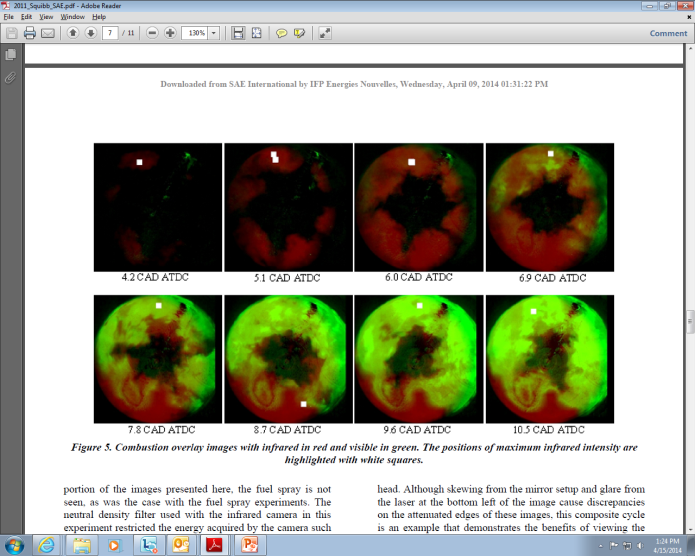 2011_Squibb_SAE.pdf - Adobe Reader
File Edit View Window Help
7 / 11 130% Comment
Downloaded from SAE International by IFP Energies Nouvelles, Wednesday, April 09, 2014 01:31:22 PM
4.2 CAD ATDC 5.1 CAD ATDC 6.0 CAD ATDC 6.9 CAD ATDC
7.8 CAD ATDC 8.7 CAD ATDC 9.6 CAD ATDC 10.5 CAD ATDC
Figure 5. Combustion overlay images with infrared in red and visible in green. The positions of maximum infrared intensity are
highlighted with white squares.
portion of the images presented here, the fuel spray is not
seen, as was the case with the fuel spray experiments. The
neutral density filter used with the infrared camera in this
experiment restricted the energy acquired by the camera such
head. Although skewing from the mirror setup and glare from
the laser at the bottom left of the image cause discrepancies
on the attenuated edges of these images, this composite cycle
is an example that demonstrates the benefits of viewing the
1:24 PM
4/15/2014